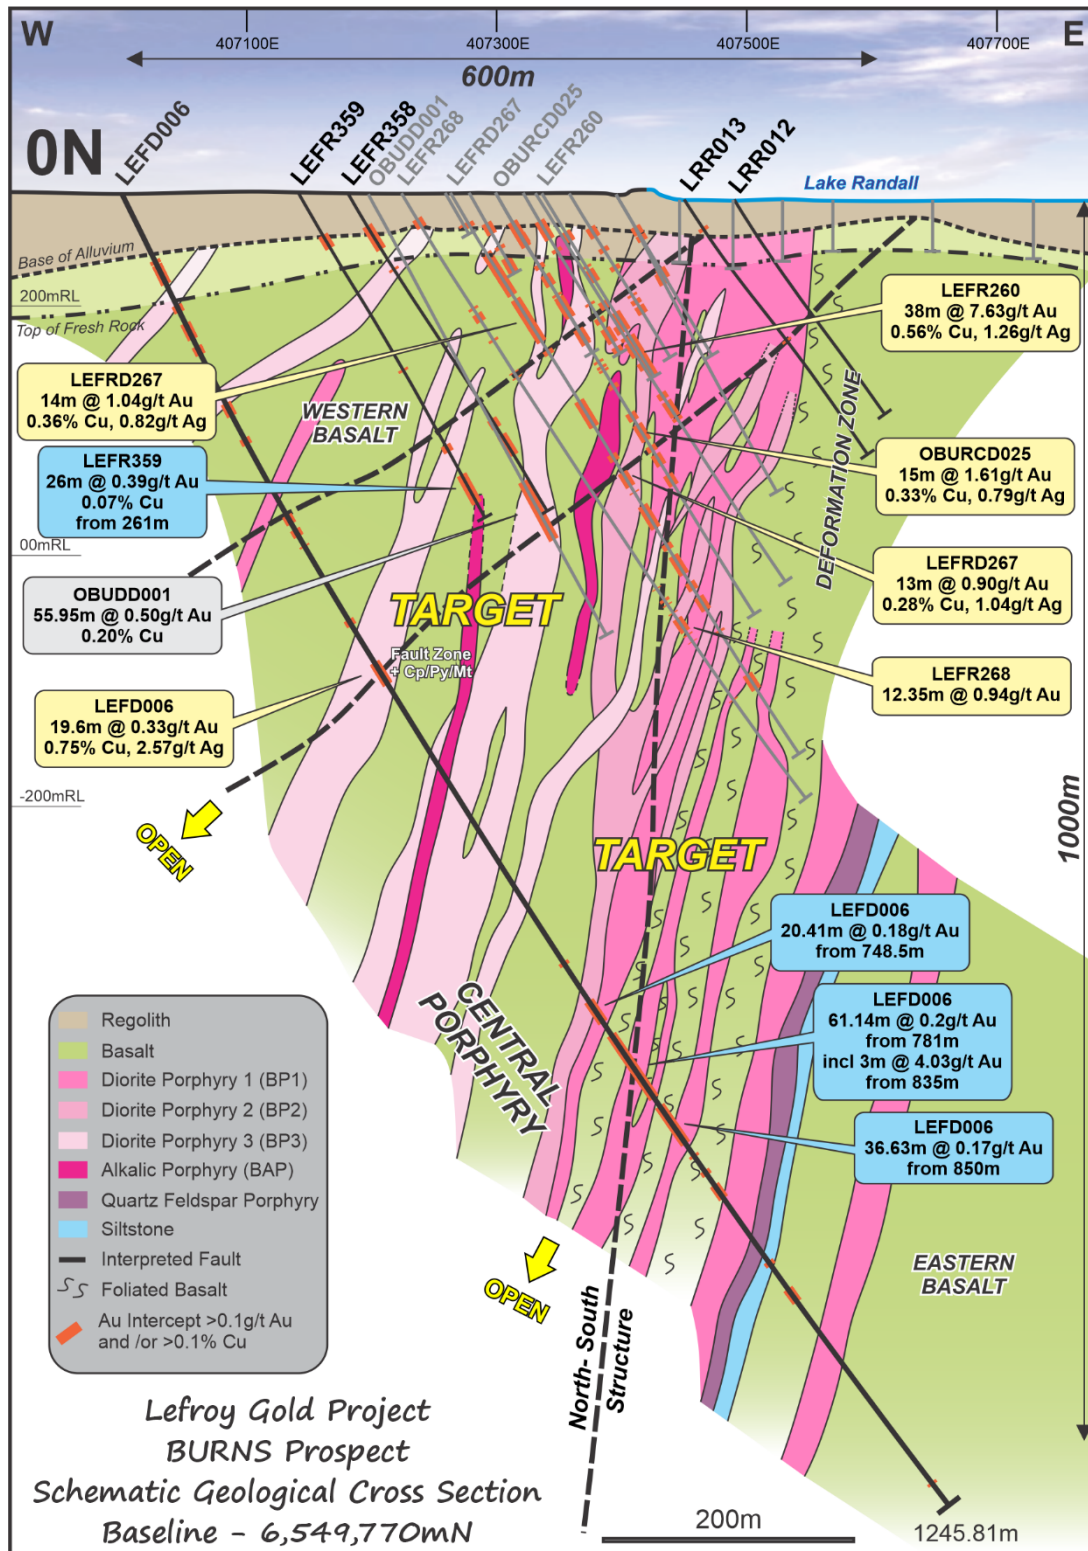 W
E
407100E
407300E
407500E
407700E
600m
0N
LEFD006
LEFR359
LEFR358
OBUDD001
LEFR268
LEFRD267
OBURCD025
LEFR260
LRR013
LRR012
Lake Randall
Base of Alluvium
200mRL
Top of Fresh Rock
LEFR260
38m @ 7.63g/t Au
0.56% Cu, 1.26g/t Ag
LEFRD267
14m @ 1.04g/t Au
0.36% Cu, 0.82g/t Ag
WESTERN
BASALT
LEFR359
26m @ 0.39g/t Au
0.07% Cu
from 261m
OBURCD025
15m @ 1.61g/t Au
0.33% Cu, 0.79g/t Ag
DEFORMATION ZONE
00mRL
LEFRD267
13m @ 0.90g/t Au
0.28% Cu, 1.04g/t Ag
OBUDD001
55.95m @ 0.50g/t Au
0.20% Cu
TARGET
Fault Zone
+ Cp/Py/Mt
LEFR268
12.35m @ 0.94g/t Au
LEFD006
19.6m @ 0.33g/t Au
0.75% Cu, 2.57g/t Ag
-200mRL
OPEN
1000m
TARGET
LEFD006
20.41m @ 0.18g/t Au
from 748.5m
CENTRAL
PORPHYRY
LEFD006
61.14m @ 0.2g/t Au
from 781m
incl 3m @ 4.03g/t Au
from 835m
LEFD006
36.63m @ 0.17g/t Au
from 850m
Regolith
Basalt
Diorite Porphyry 1 (BP1)
Diorite Porphyry 2 (BP2)
Diorite Porphyry 3 (BP3)
Alkalic Porphyry (BAP)
Quartz Feldspar Porphyry
Siltstone
Interpreted Fault
Foliated Basalt
Au Intercept >0.1g/t Au
and /or >0.1% Cu
OPEN
EASTERN
BASALT
North- South
Structure
Lefroy Gold Project
BURNS Prospect
Schematic Geological Cross Section
Baseline - 6,549,770mN
200m
1245.81m